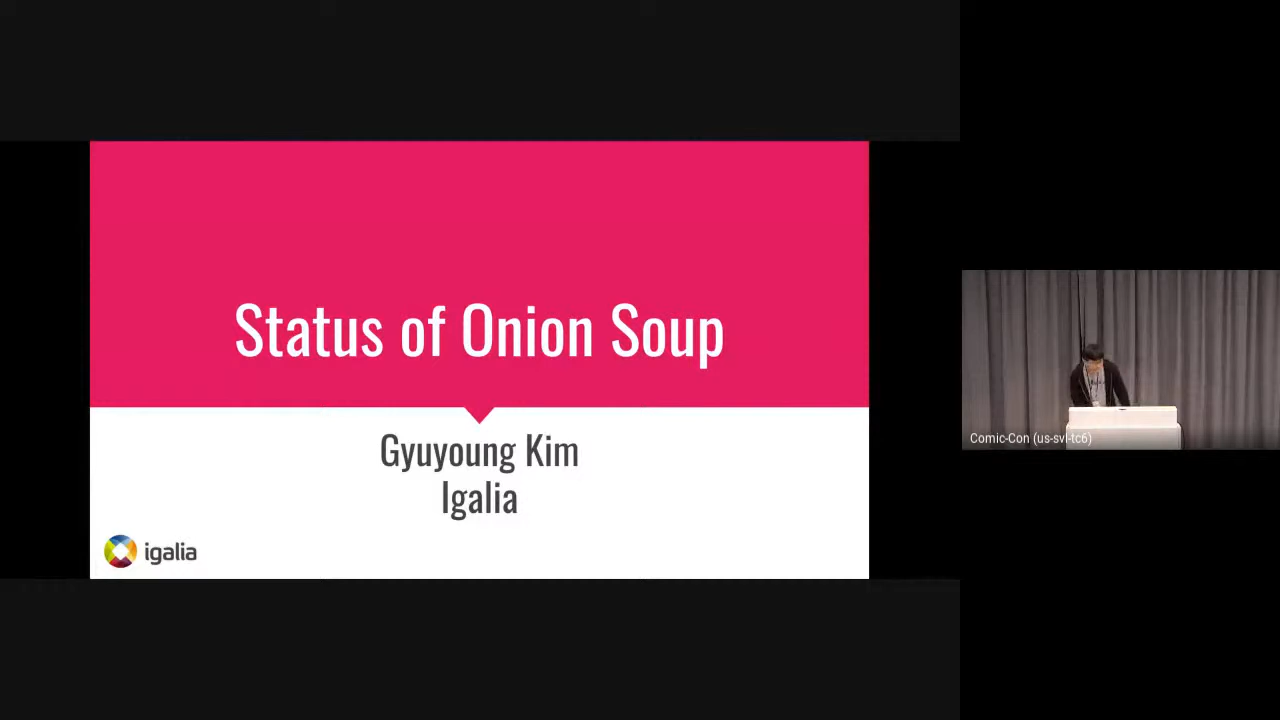 Status of Onion Soup
Gyuyoung Kim
Igalia
igalia
Comic-Con (us-svl-tc6)